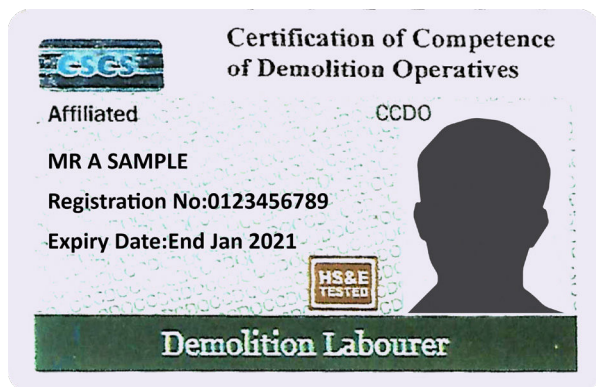 Certification of Competence
of Demolition Operatives
CSCS
Affiliated
CCDO
MR A SAMPLE
Registration No:0123456789
Expiry Date:End Jan 2021
HS&E
TESTED
Demolition Labourer